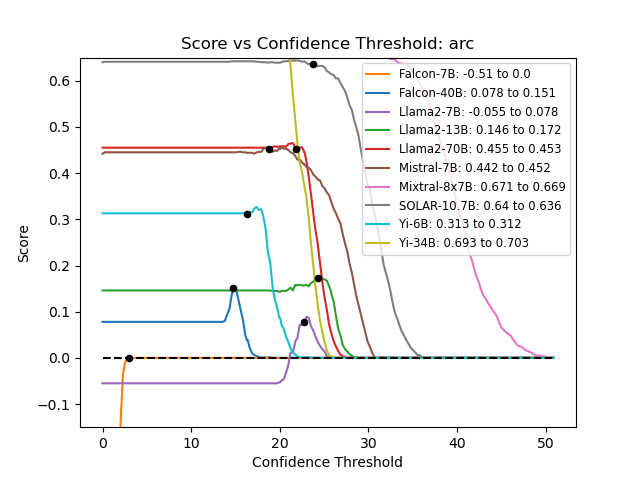 Score vs Confidence Threshold: arc
0.6
0.5
0.4
0.3
0.2
0.1
0.0
−0.1
Score
Falcon-7B: -0.51 to 0.0
Falcon-40B: 0.078 to 0.151
Llama2-7B: -0.055 to 0.078
Llama2-13B: 0.146 to 0.172
Llama2-70B: 0.455 to 0.453
Mistral-7B: 0.442 to 0.452
Mixtral-8x7B: 0.671 to 0.669
SOLAR-10.7B: 0.64 to 0.636
Yi-6B: 0.313 to 0.312
Yi-34B: 0.693 to 0.703
0 10 20 30 40 50
Confidence Threshold